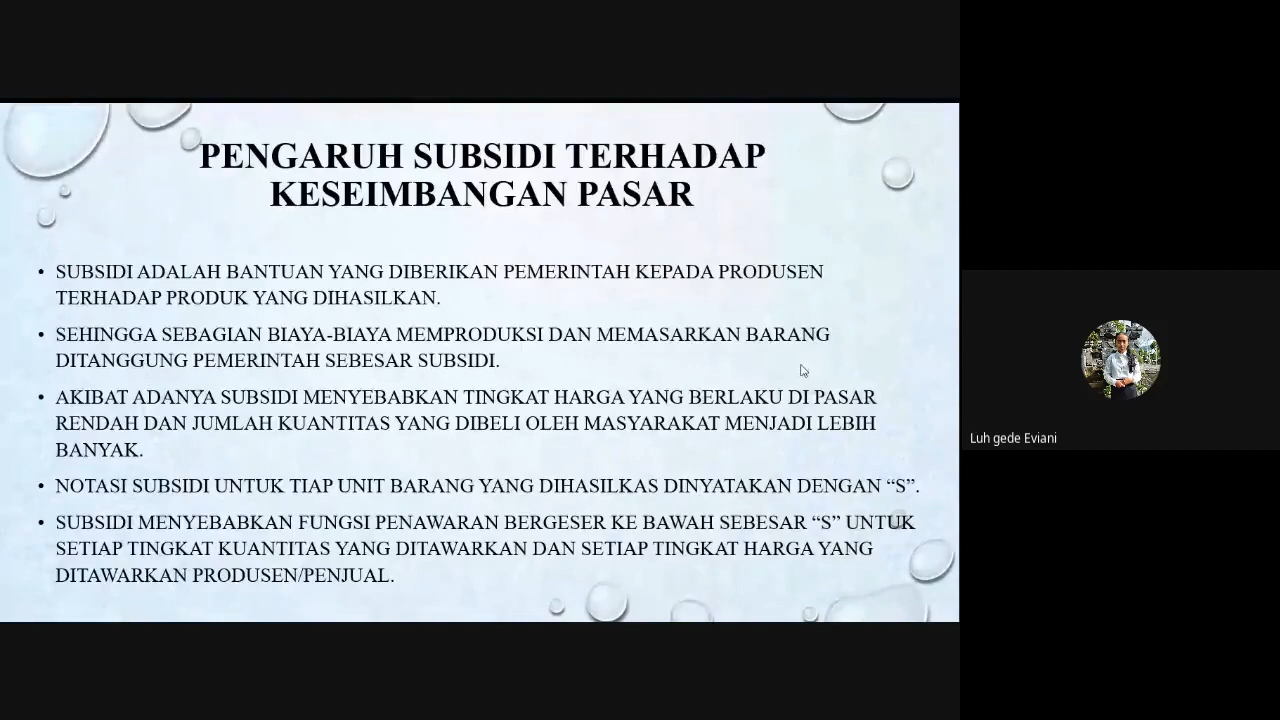 PENGARUH SUBSIDI TERHADAP
KESEIMBANGAN PASAR
• SUBSIDI ADALAH BANTUAN YANG DIBERIKAN PEMERINTAH KEPADA PRODUSEN
TERHADAP PRODUK YANG DIHASILKAN.
• SEHINGGA SEBAGIAN BIAYA-BIAYA MEMPRODUKSI DAN MEMASARKAN BARANG
DITANGGUNG PEMERINTAH SEBESAR SUBSIDI.
• AKIBAT ADANYA SUBSIDI MENYEBABKAN TINGKAT HARGA YANG BERLAKU DI PASAR
RENDAH DAN JUMLAH KUANTITAS YANG DIBELI OLEH MASYARAKAT MENJADI LEBIH
BANYAK.
• NOTASI SUBSIDI UNTUK TIAP UNIT BARANG YANG DIHASILKAS DINYATAKAN DENGAN “S”.
• SUBSIDI MENYEBABKAN FUNGSI PENAWARAN BERGESER KE BAWAH SEBESAR “S” UNTUK
SETIAP TINGKAT KUANTITAS YANG DITAWARKAN DAN SETIAP TINGKAT HARGA YANG
DITAWARKAN PRODUSEN/PENJUAL.
Luh gede Eviani